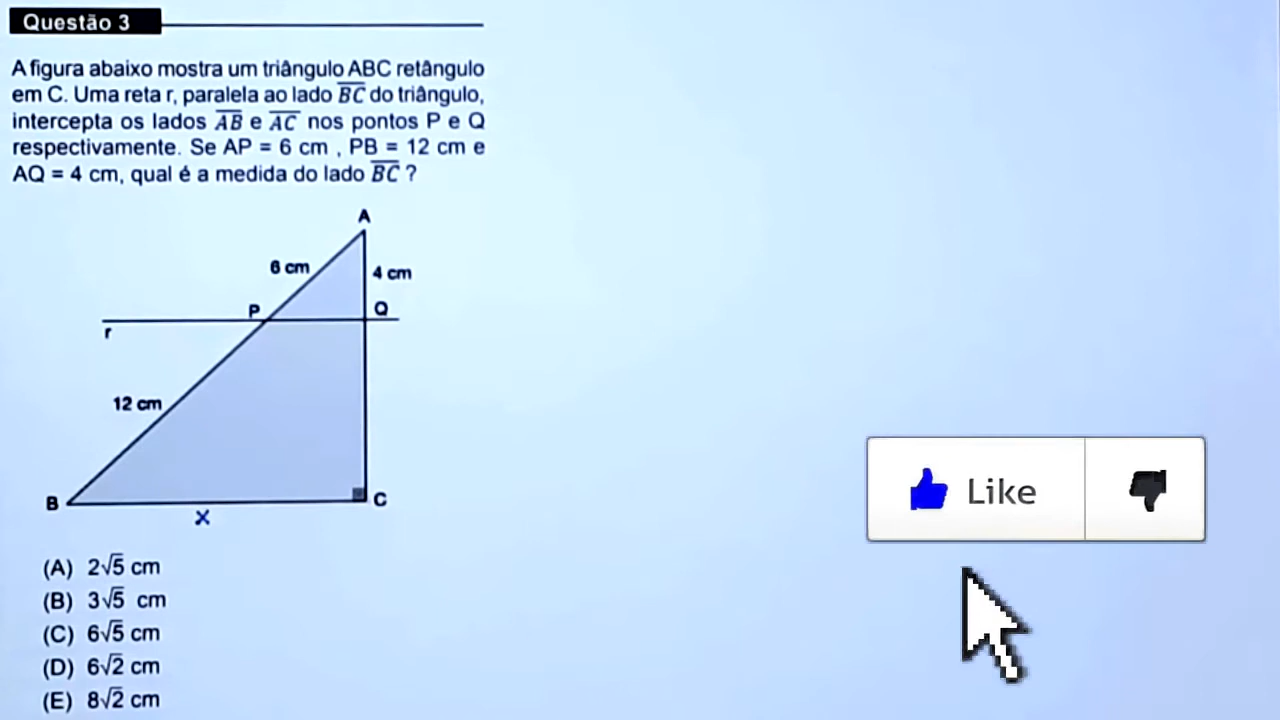 Questão 3
A figura abaixo mostra um triângulo ABC retângulo
em C. Uma reta r, paralela ao lado BC do triângulo,
intercepta os lados AB e AC nos pontos P e Q
respectivamente. Se AP = 6 cm , PB = 12 cm e
AQ = 4 cm, qual é a medida do lado BC ?
A
6 cm
4 cm
P
Q
r
12 cm
B
C
x
(A) 2√5 cm
(B) 3√5 cm
(C) 6√5 cm
(D) 6√2 cm
(E) 8√2 cm
Like